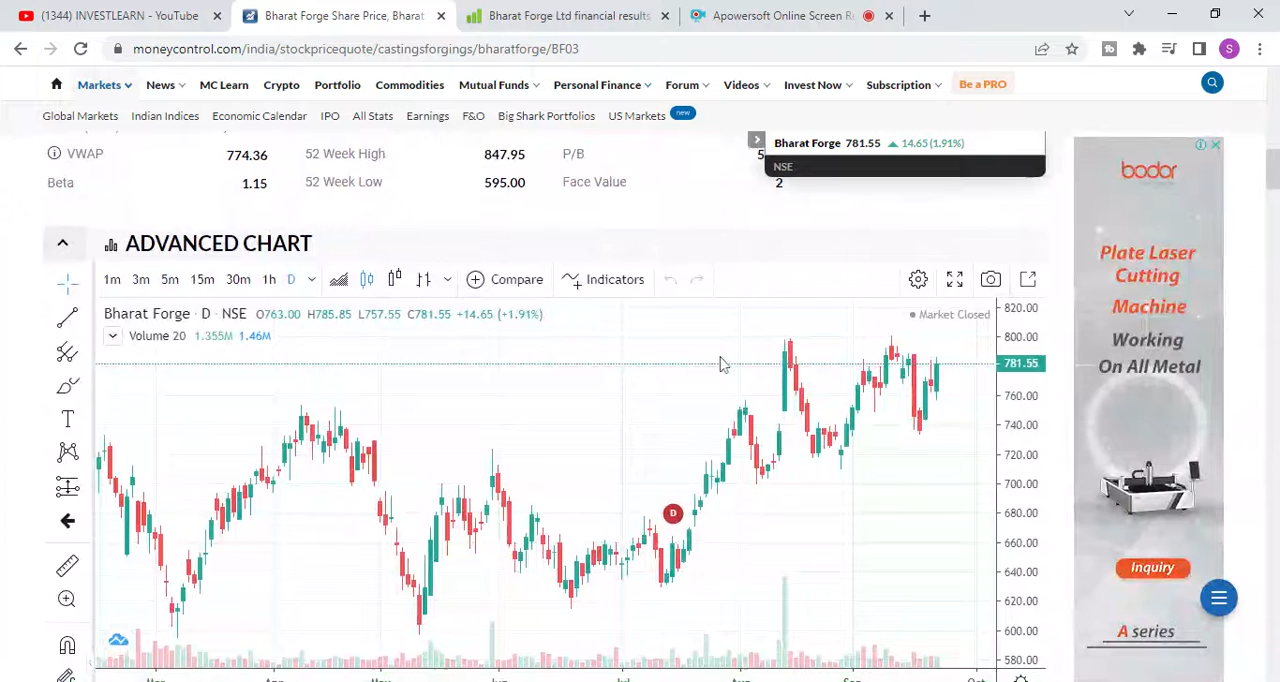 (1344) INVESTLEARN - YouTube
Bharat Forge Share Price, Bharat
Bharat Forge Ltd financial results
Apowersoft Online Screen Re
moneycontrol.com/india/stockpricequote/castingsforgings/bharatforge/BF03
S
Markets News MC Learn Crypto Portfolio Commodities Mutual Funds Personal Finance Forum Videos Invest Now Subscription Be a PRO
Global Markets Indian Indices Economic Calendar IPO All Stats Earnings F&O Big Shark Portfolios US Markets new
VWAP 774.36 52 Week High 847.95 P/B 5
Bharat Forge 781.55 14.65 (1.91%)
NSE
Beta 1.15 52 Week Low 595.00 Face Value 2
ADVANCED CHART
1m 3m 5m 15m 30m 1h D Compare Indicators
Bharat Forge · D · NSE O763.00 H785.85 L757.55 C781.55 +14.65 (+1.91%)
Market Closed
Volume 20 1.355M 1.46M
820.00
800.00
781.55
760.00
740.00
720.00
700.00
680.00
660.00
640.00
620.00
600.00
580.00
D
bodor
Plate Laser
Cutting
Machine
Working
On All Metal
Inquiry
A series